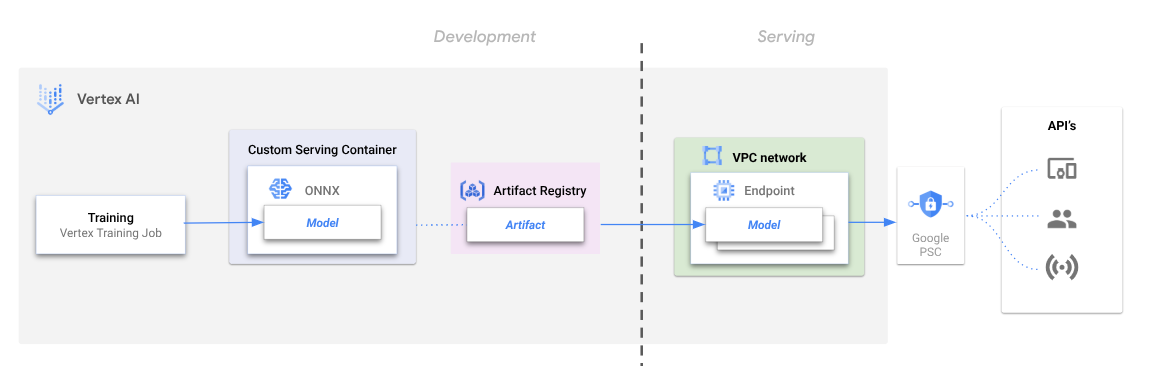 Development
Serving
Vertex AI
Training
Vertex Training Job
Custom Serving Container
ONNX
Model
Artifact Registry
Artifact
VPC network
Endpoint
Model
Google
PSC
API's